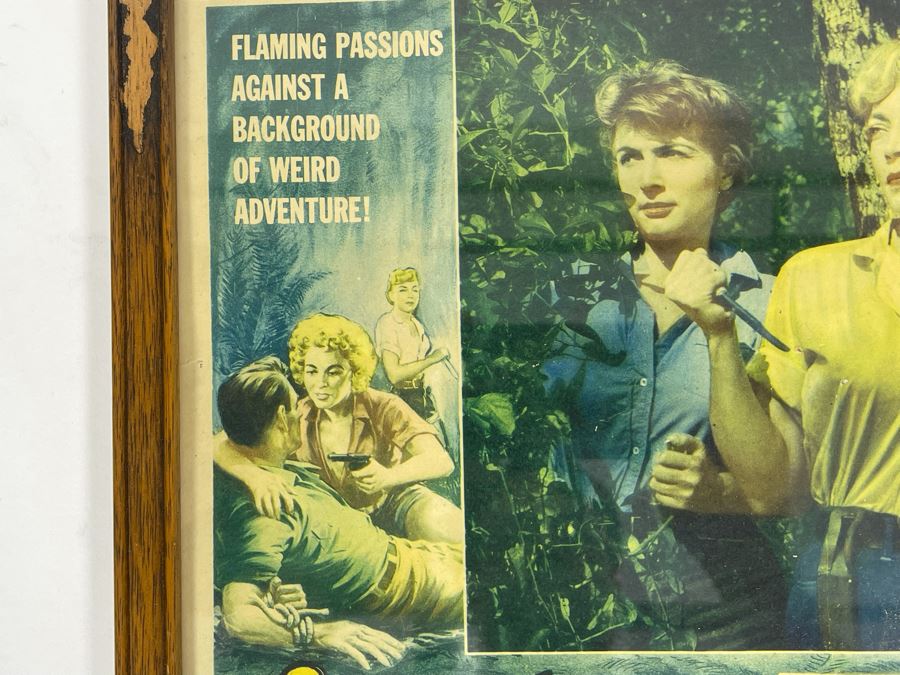 FLAMING PASSIONS
AGAINST A
BACKGROUND
OF WEIRD
ADVENTURE!